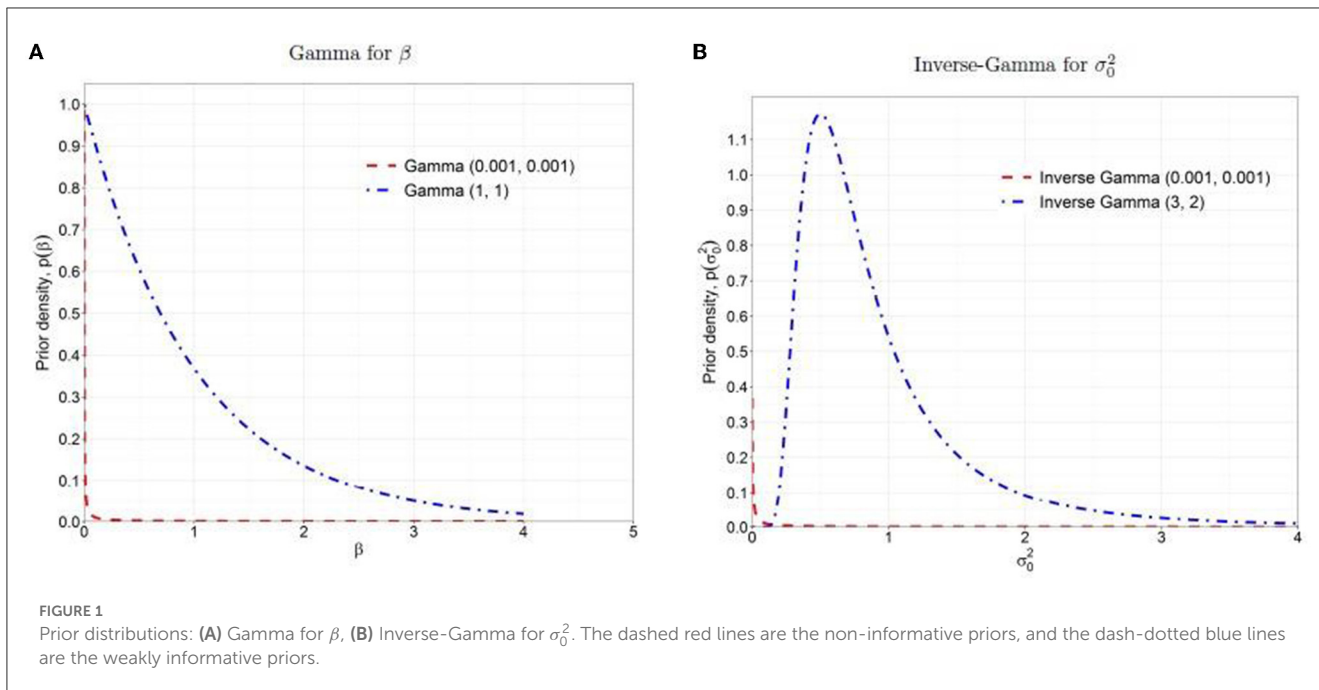 A
Gamma for β
1.0
0.9
0.8
0.7
0.6
0.5
0.4
0.3
0.2
0.1
0.0
Prior density, p(β)
Gamma (0.001, 0.001)
Gamma (1, 1)
0 1 2 3 4 5
β
B
Inverse-Gamma for σ₀²
1.1
1.0
0.9
0.8
0.7
0.6
0.5
0.4
0.3
0.2
0.1
0.0
Prior density, p(σ₀²)
Inverse Gamma (0.001, 0.001)
Inverse Gamma (3, 2)
0 1 2 3 4
σ₀²
FIGURE 1
Prior distributions: (A) Gamma for β, (B) Inverse-Gamma for σ₀². The dashed red lines are the non-informative priors, and the dash-dotted blue lines
are the weakly informative priors.